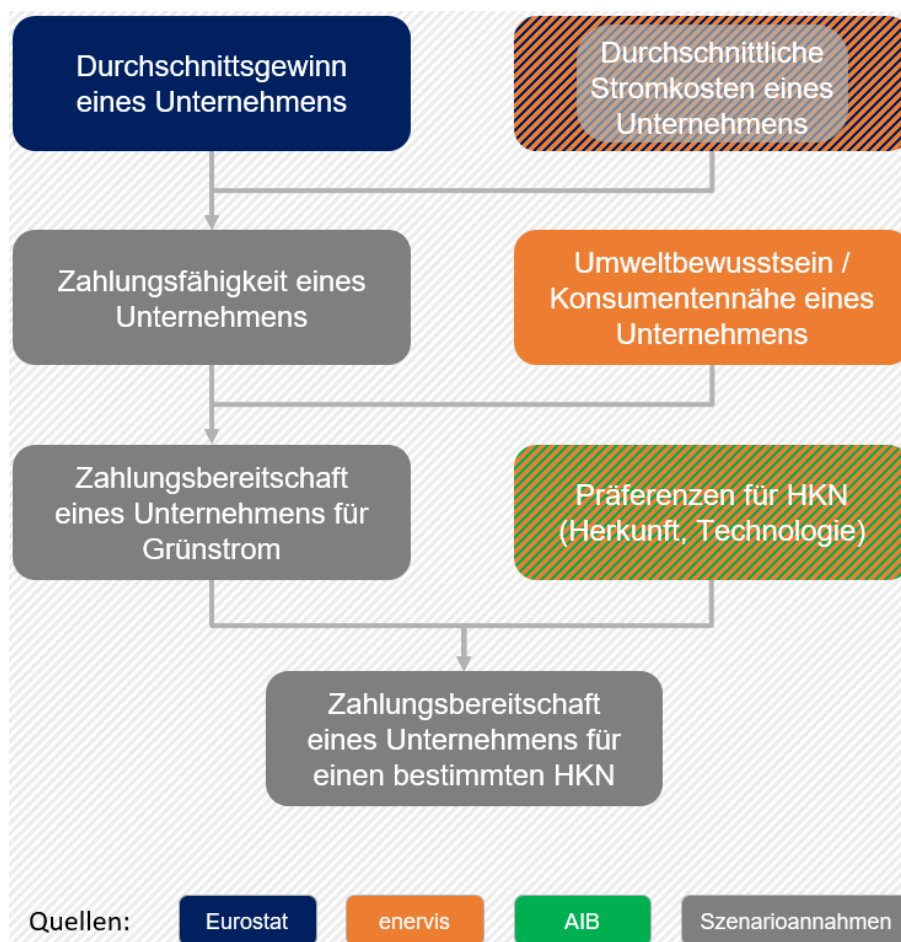 Durchschnittsgewinn
eines Unternehmens
Durchschnittliche
Stromkosten eines
Unternehmens
Zahlungsfähigkeit eines
Unternehmens
Umweltbewusstsein /
Konsumentennähe eines
Unternehmens
Zahlungsbereitschaft
eines Unternehmens für
Grünstrom
Präferenzen für HKN
(Herkunft, Technologie)
Zahlungsbereitschaft
eines Unternehmens für
einen bestimmten HKN
Quellen:
Eurostat
enervis
AIB
Szenarioannahmen